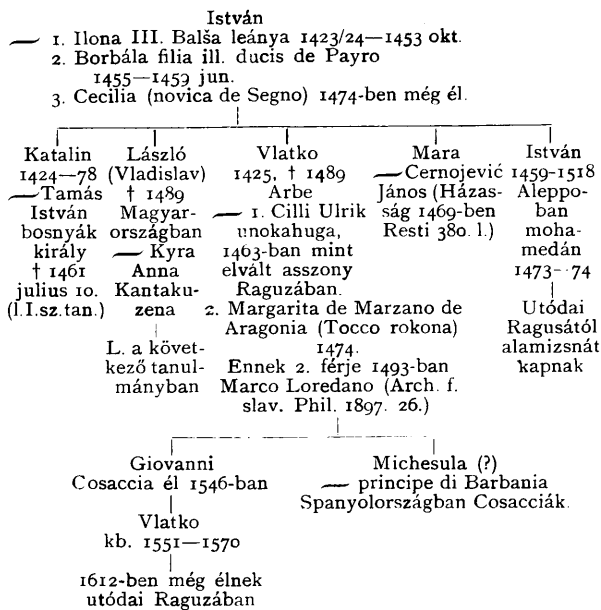 István
1. Ilona III. Balša leánya 1423/24—1453 okt.
2. Borbála filia ill. ducis de Payro
1455—1459 jun.
3. Cecilia (novica de Segno) 1474-ben még él.
Katalin
1424—78
Tamás
István
bosnyák
király
† 1461
julius 10.
(l. I. sz. tan.)
László
(Vladislav)
† 1489
Magyar-
országban
Kyra
Anna
Kantaku-
zena
L. a követ-
kező tanul-
mányban
Vlatko
1425, † 1489
Arbe
1. Cilli Ulrik
unokahuga,
1463-ban mint
elvált asszony
Raguzában.
2. Margarita de Marzano de
Aragonia (Tocco rokona)
1474.
Ennek 2. férje 1493-ban
Marco Loredano (Arch. f.
slav. Phil. 1897. 26.)
Mara
Cernojević
János (Házas-
ság 1469-ben
Resti 380. l.)
István
1459-1518
Aleppo-
ban
moha-
medán
1473-74
Utódai
Ragusától
alamizsnát
kapnak
Giovanni
Cosaccia él 1546-ban
Vlatko
kb. 1551—1570
1612-ben még élnek
utódai Raguzában
Michesula (?)
principe di Barbania
Spanyolországban Cosacciák.